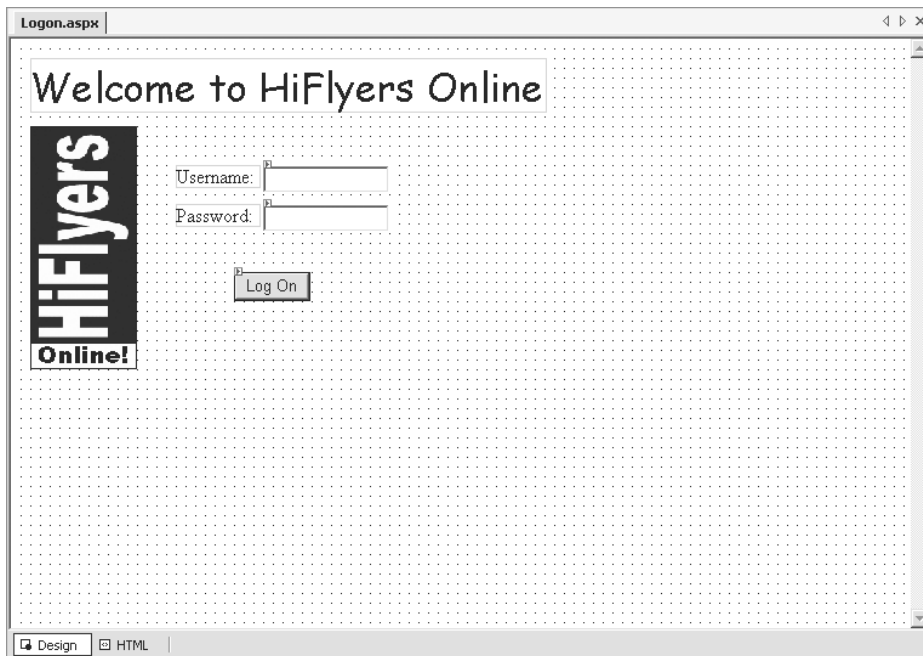 Logon.aspx
Welcome to HiFlyers Online
HiFlyers
Online!
Username:
Password:
Log On
Design
HTML